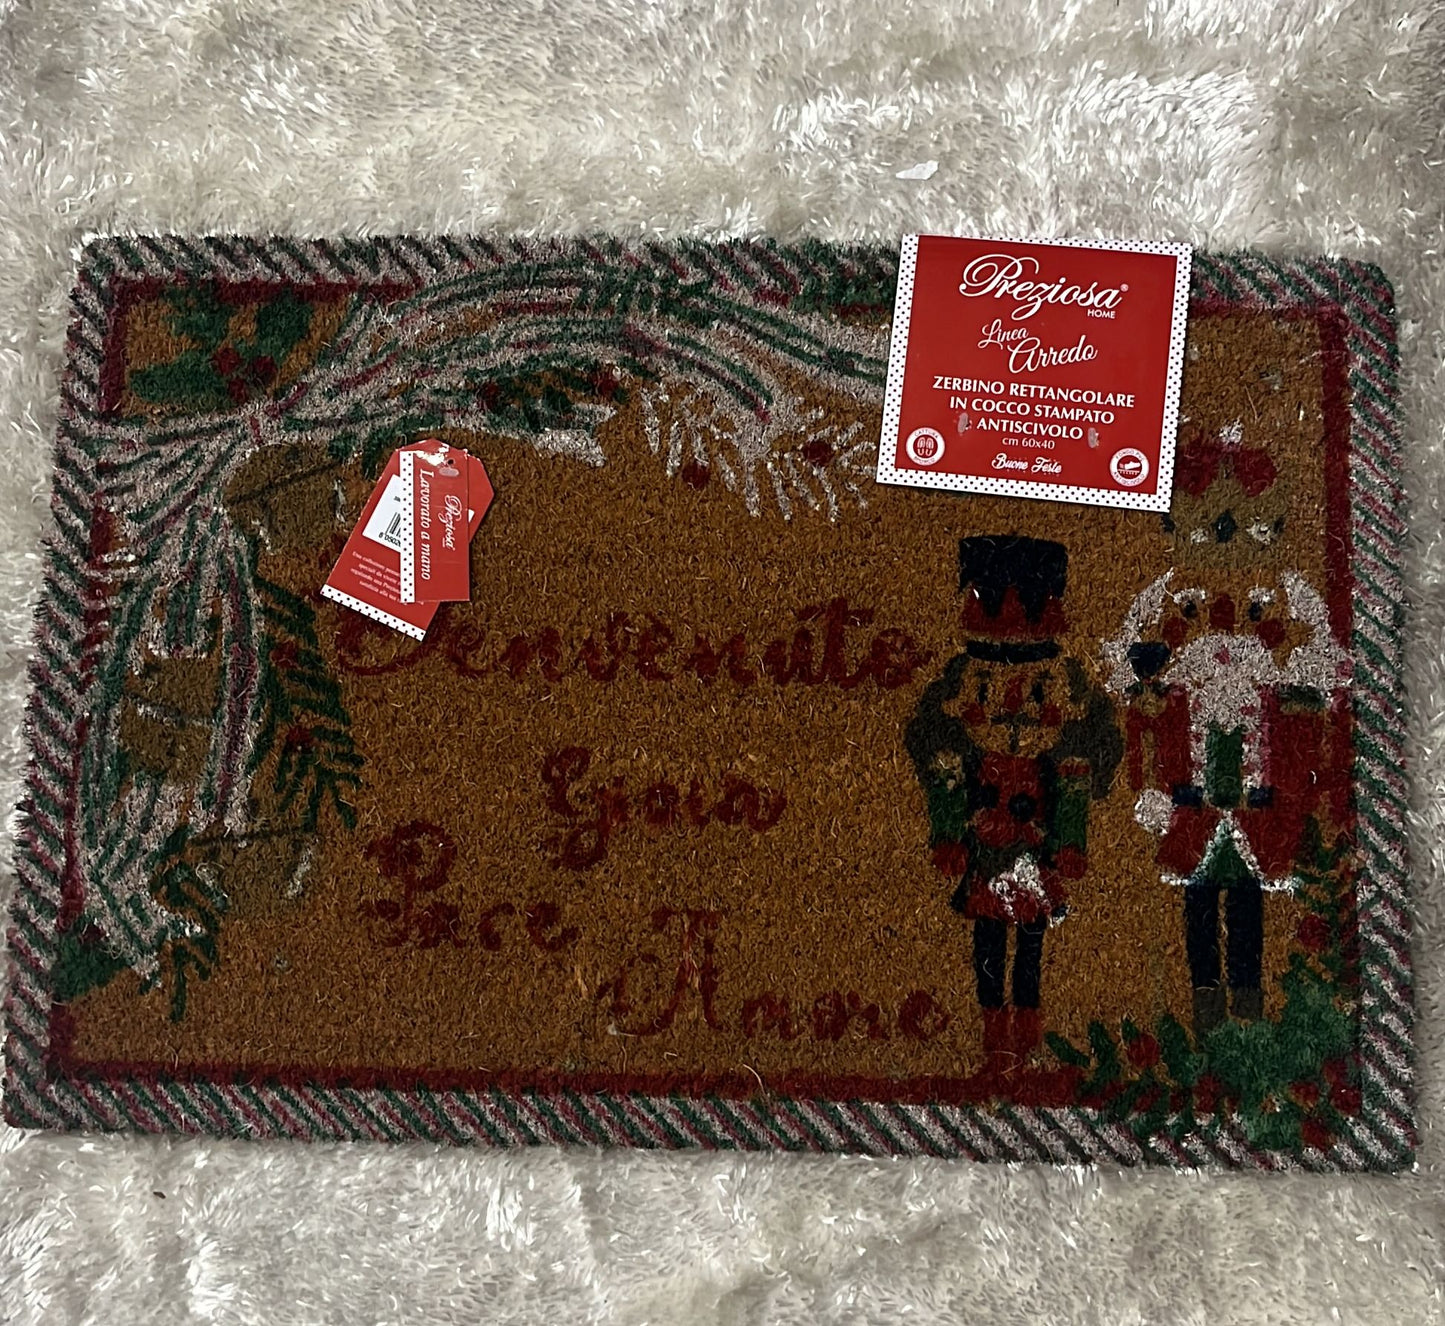 Preziosa®
HOME
Linea
Arredo
ZERBINO RETTANGOLARE
IN COCCO STAMPATO
ANTISCIVOLO
cm 60x40
Buone Feste
Preziosa
Lavorato a mano
Benvenuto
Gioia
Pace
Amore